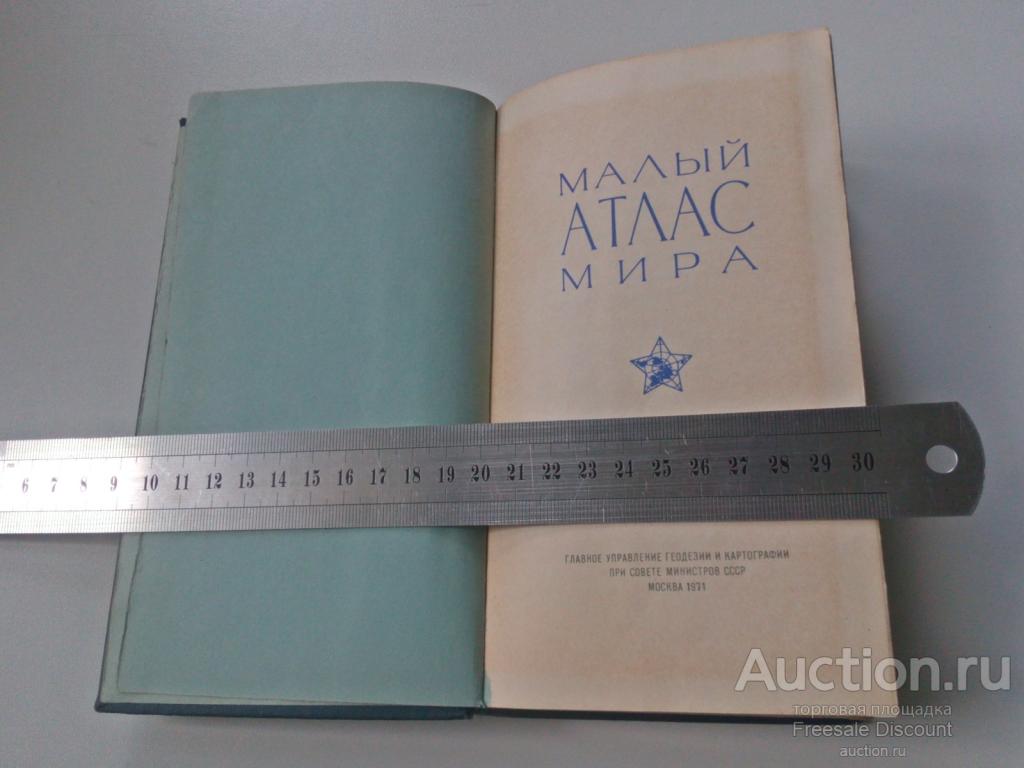 МАЛЫЙ
АТЛАС
МИРА
6 7 8 9 10 11 12 13 14 15 16 17 18 19 20 21 22 23 24 25 26 27 28 29 30
ГЛАВНОЕ УПРАВЛЕНИЕ ГЕОДЕЗИИ И КАРТОГРАФИИ
ПРИ СОВЕТЕ МИНИСТРОВ СССР
МОСКВА 1971
Auction.ru
торговая площадка
Freesale Discount
auction.ru